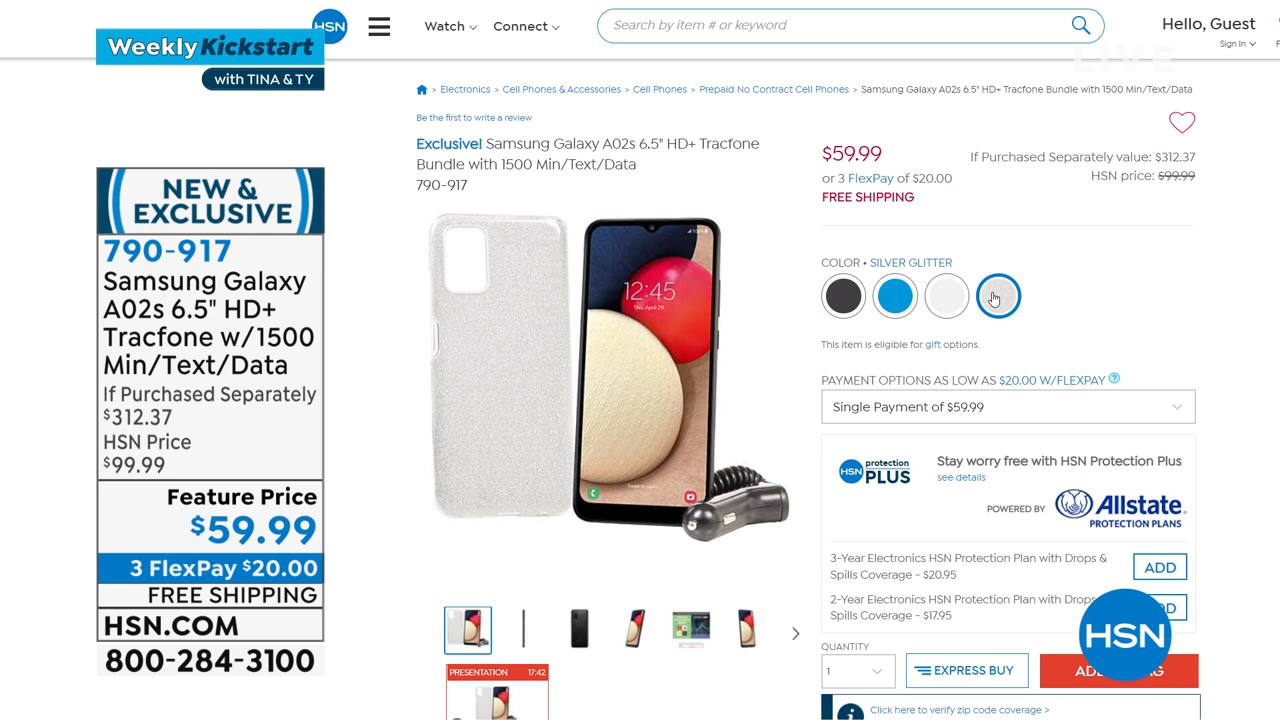 HSN
Weekly Kickstart
with TINA & TY
Watch
Connect
Search by item # or keyword
Hello, Guest
Sign In
LIVE
Electronics > Cell Phones & Accessories > Cell Phones > Prepaid No Contract Cell Phones > Samsung Galaxy A02s 6.5" HD+ Tracfone Bundle with 1500 Min/Text/Data
Be the first to write a review
Exclusive! Samsung Galaxy A02s 6.5" HD+ Tracfone
Bundle with 1500 Min/Text/Data
790-917
$59.99
or 3 FlexPay of $20.00
FREE SHIPPING
If Purchased Separately value: $312.37
HSN price: $99.99
NEW &
EXCLUSIVE
790-917
Samsung Galaxy
A02s 6.5" HD+
Tracfone w/1500
Min/Text/Data
If Purchased Separately
$312.37
HSN Price
$99.99
Feature Price
$59.99
3 FlexPay $20.00
FREE SHIPPING
HSN.COM
800-284-3100
12:45
Thu, April 29
COLOR • SILVER GLITTER
This item is eligible for gift options.
PAYMENT OPTIONS AS LOW AS $20.00 W/FLEXPAY ?
Single Payment of $59.99
HSN protection
PLUS
Stay worry free with HSN Protection Plus
see details
POWERED BY Allstate
PROTECTION PLANS
3-Year Electronics HSN Protection Plan with Drops &
Spills Coverage - $20.95
ADD
2-Year Electronics HSN Protection Plan with Drops
Spills Coverage - $17.95
HSN
QUANTITY
1
EXPRESS BUY
PRESENTATION 17:42
Click here to verify zip code coverage >